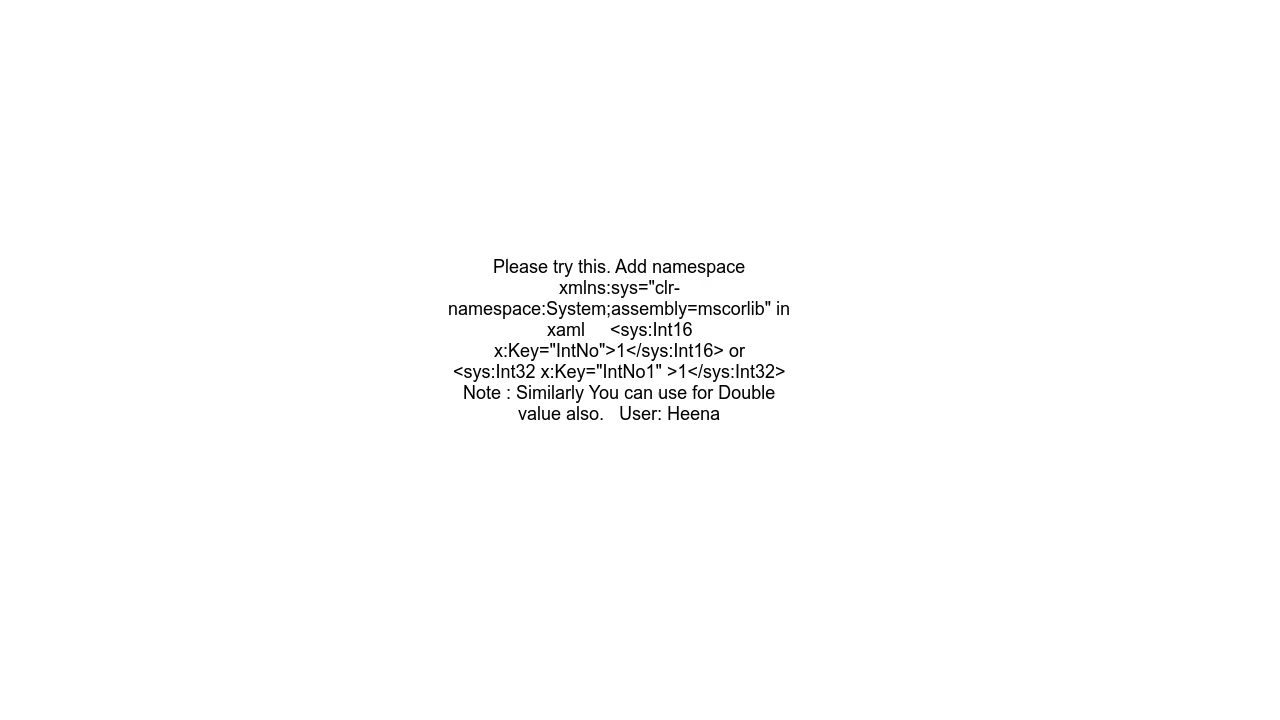 Please try this. Add namespace
xmlns:sys="clr-
namespace:System;assembly=mscorlib" in
xaml     <sys:Int16
x:Key="IntNo">1</sys:Int16> or
<sys:Int32 x:Key="IntNo1" >1</sys:Int32>
Note : Similarly You can use for Double
value also.   User: Heena